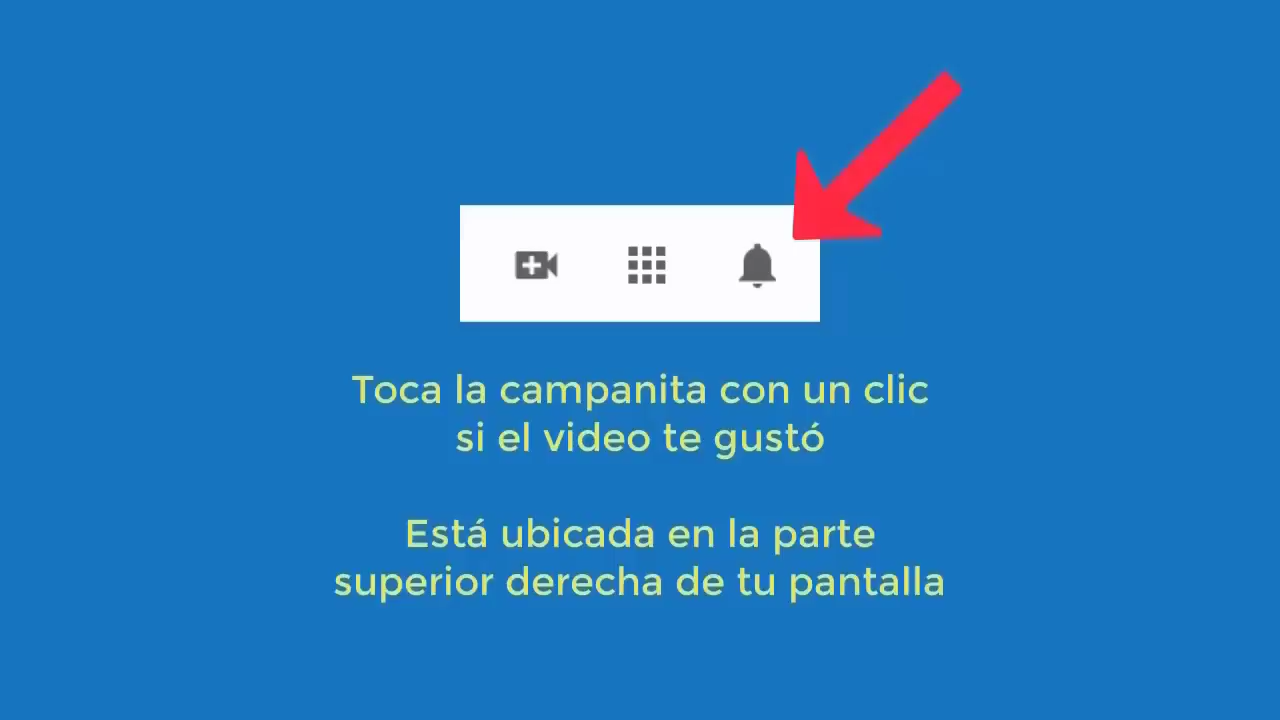 Toca la campanita con un clic
si el video te gustó
Está ubicada en la parte
superior derecha de tu pantalla